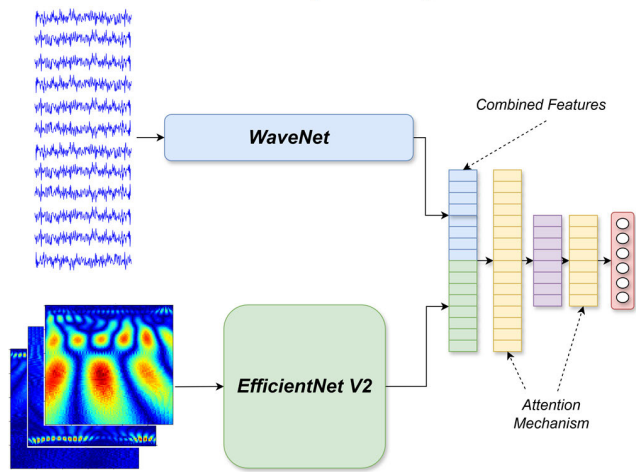 Combined Features
WaveNet
EfficientNet V2
Attention
Mechanism